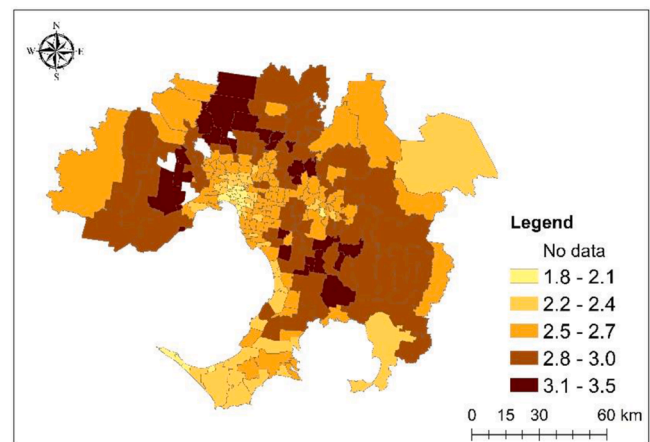 N
W E
S
Legend
No data
1.8 - 2.1
2.2 - 2.4
2.5 - 2.7
2.8 - 3.0
3.1 - 3.5
0 15 30 60 km